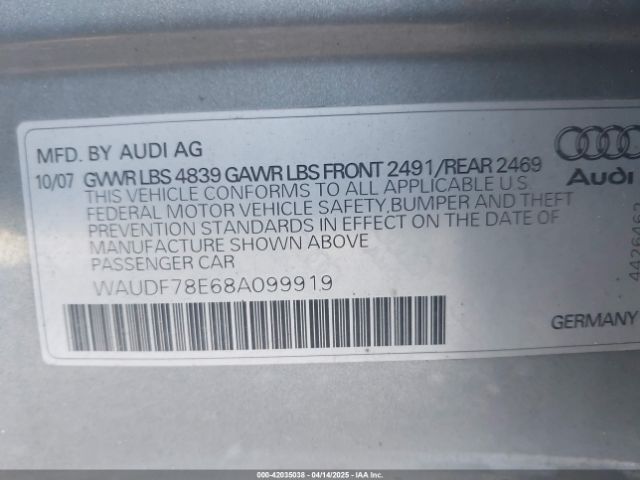 MFD. BY AUDI AG
10/07 GVWR LBS 4839 GAWR LBS FRONT 2491/REAR 2469
THIS VEHICLE CONFORMS TO ALL APPLICABLE U.S.
FEDERAL MOTOR VEHICLE SAFETY,BUMPER AND THEFT
PREVENTION STANDARDS IN EFFECT ON THE DATE OF
MANUFACTURE SHOWN ABOVE
PASSENGER CAR
WAUDF78E68A099919
Audi
GERMANY
000-42035038 - 04/14/2025 - IAAI.COM